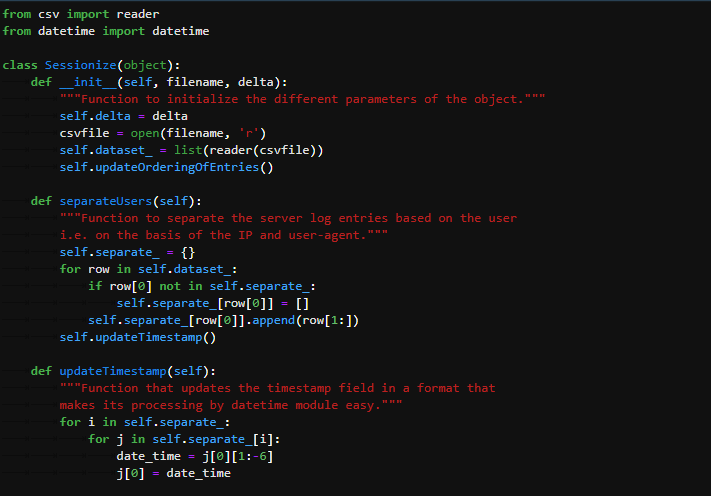 from csv import reader
from datetime import datetime

class Sessionize(object):
    def __init__(self, filename, delta):
        """Function to initialize the different parameters of the object."""
        self.delta = delta
        csvfile = open(filename, 'r')
        self.dataset_ = list(reader(csvfile))
        self.updateOrderingOfEntries()

    def separateUsers(self):
        """Function to separate the server log entries based on the user
        i.e. on the basis of the IP and user-agent."""
        self.separate_ = {}
        for row in self.dataset_:
            if row[0] not in self.separate_:
                self.separate_[row[0]] = []
            self.separate_[row[0]].append(row[1:])
        self.updateTimestamp()

    def updateTimestamp(self):
        """Function that updates the timestamp field in a format that
        makes its processing by datetime module easy."""
        for i in self.separate_:
            for j in self.separate_[i]:
                date_time = j[0][1:-6]
                j[0] = date_time